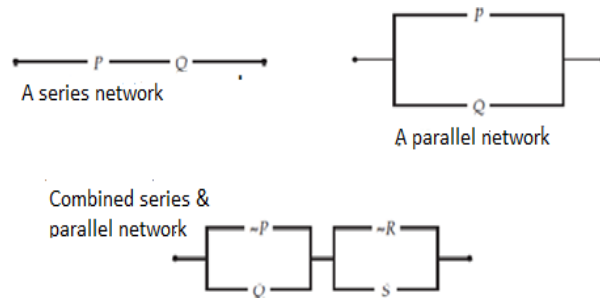 P Q
A series network
P
Q
A parallel network
Combined series &
parallel network
~P ~R
Q S